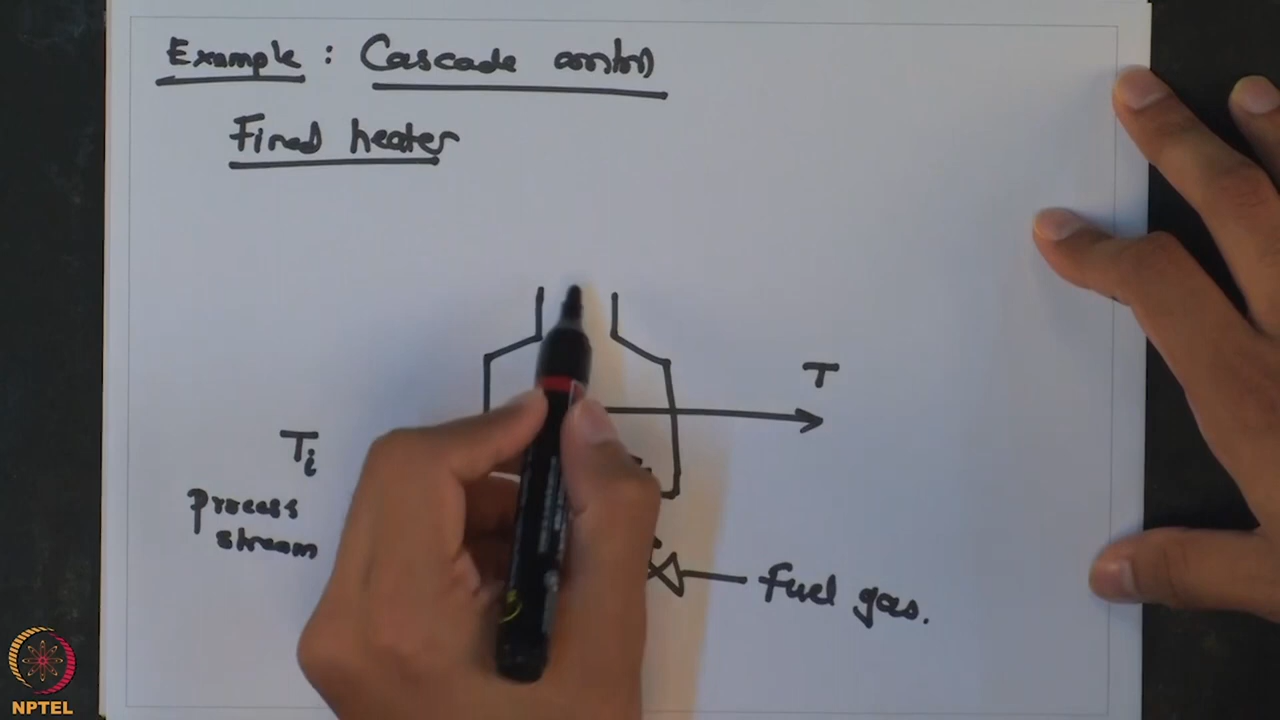 Example : Cascade control
Fired heater
T
Ti
Process
stream
Fuel gas.
NPTEL